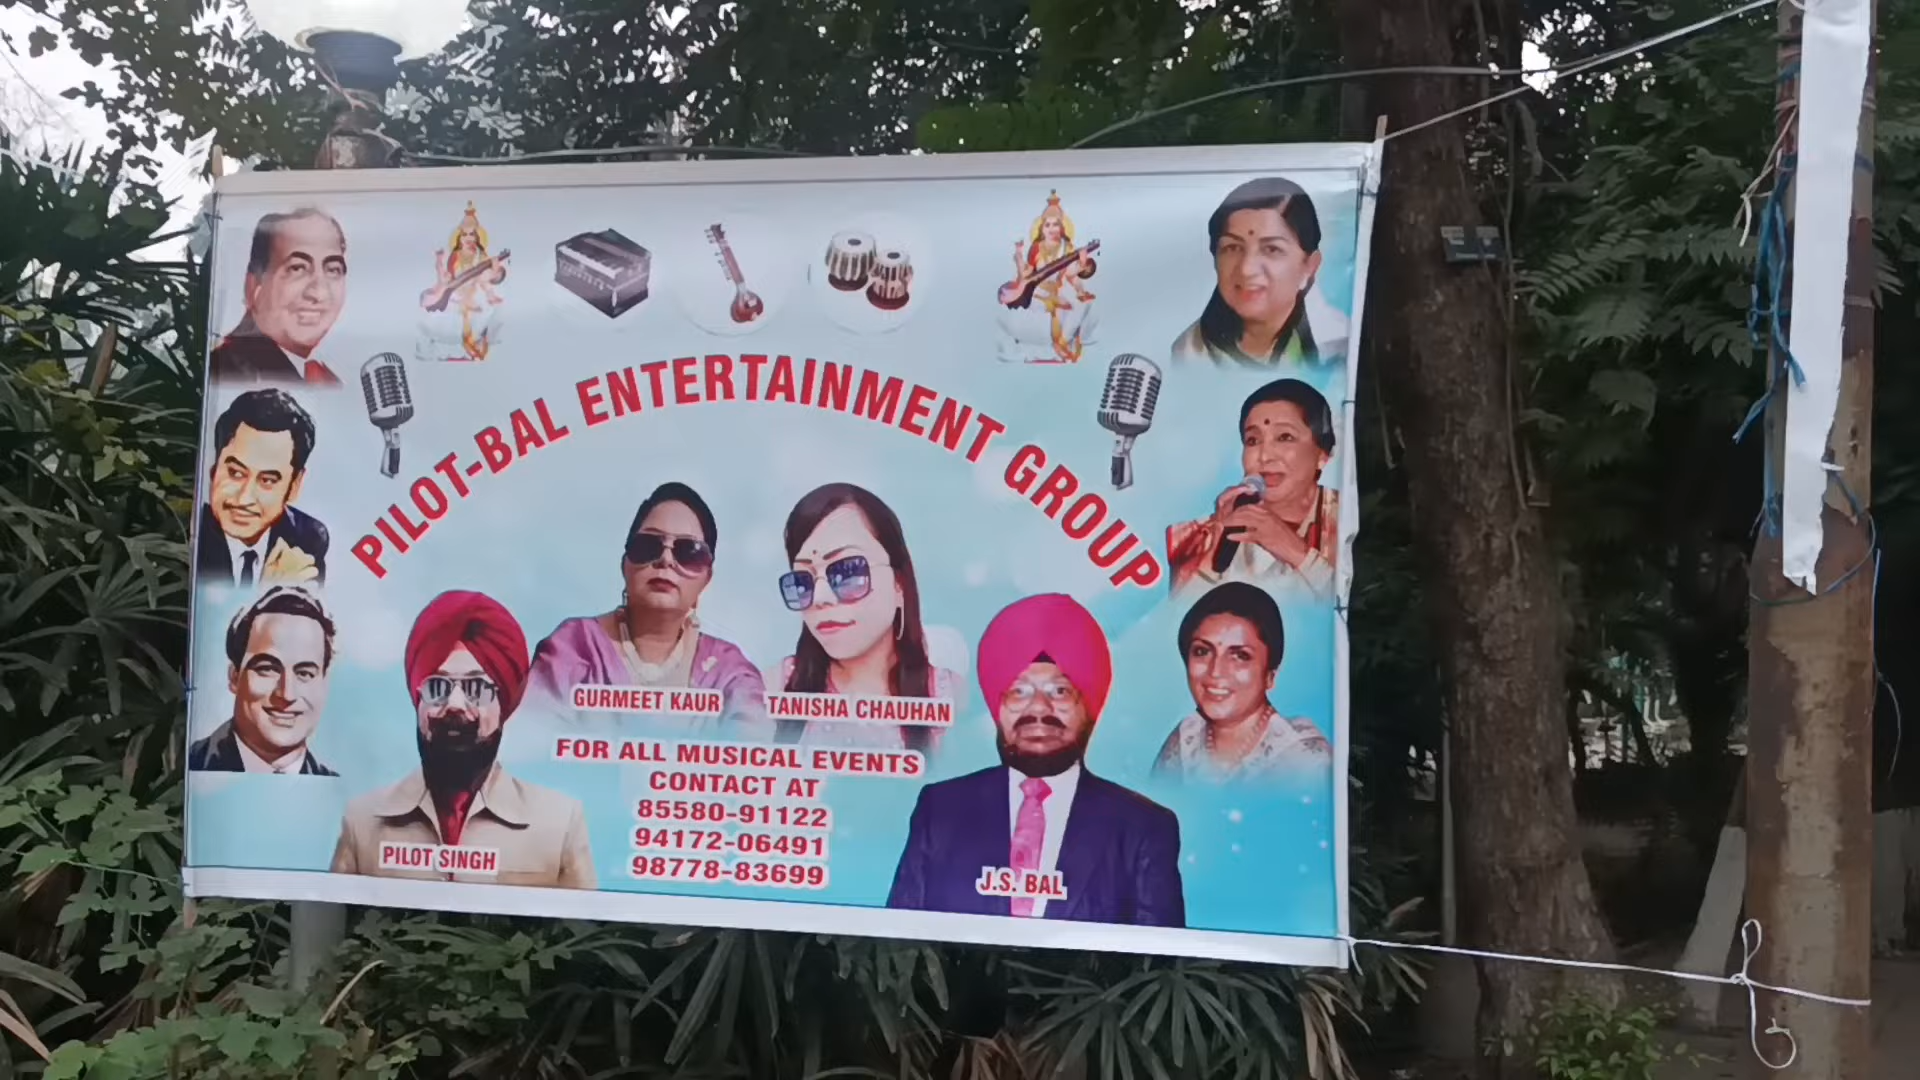 PILOT-BAL ENTERTAINMENT GROUP
GURMEET KAUR
TANISHA CHAUHAN
FOR ALL MUSICAL EVENTS
CONTACT AT
85580-91122
94172-06491
98778-83699
PILOT SINGH
J.S. BAL